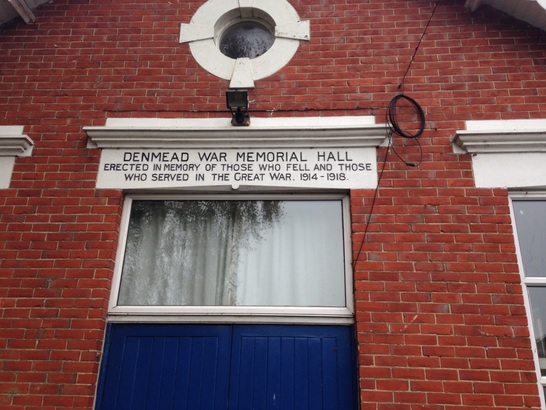 DENMEAD WAR MEMORIAL HALL
ERECTED IN MEMORY OF THOSE WHO FELL AND THOSE
WHO SERVED IN THE GREAT WAR. 1914-1918.